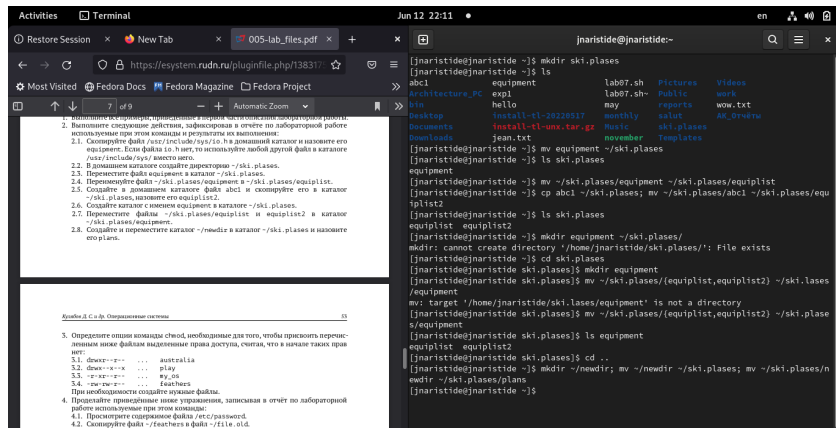 Activities
Terminal
Jun 12 22:11
en
Restore Session
New Tab
005-lab_files.pdf
https://esystem.rudn.ru/pluginfile.php/138317
Most Visited
Fedora Docs
Fedora Magazine
Fedora Project
7 of 9
Automatic Zoom
1. Выполните все примеры, приведённые в первой части описания лабораторной работы.
2. Выполните следующие действия, зафиксировав в отчёте по лабораторной работе
используемые при этом команды и результаты их выполнения:
2.1. Скопируйте файл /usr/include/sys/io.h в домашний каталог и назовите его
equipment. Если файла io.h нет, то используйте любой другой файл в каталоге
/usr/include/sys/ вместо него.
2.2. В домашнем каталоге создайте директорию ~/ski.plases.
2.3. Переместите файл equipment в каталог ~/ski.plases.
2.4. Переименуйте файл ~/ski.plases/equipment в ~/ski.plases/equiplist.
2.5. Создайте в домашнем каталоге файл abc1 и скопируйте его в каталог
~/ski.plases, назовите его equiplist2.
2.6. Создайте каталог с именем equipment в каталоге ~/ski.plases.
2.7. Переместите файлы ~/ski.plases/equiplist и equiplist2 в каталог
~/ski.plases/equipment.
2.8. Создайте и переместите каталог ~/newdir в каталог ~/ski.plases и назовите
его plans.
Кулябов Д. С. и др. Операционные системы
55
3. Определите опции команды chmod, необходимые для того, чтобы присвоить перечис-
ленным ниже файлам выделенные права доступа, считая, что в начале таких прав
нет:
3.1. drwxr--r-- ... australia
3.2. drwx--x--x ... play
3.3. -r-xr--r-- ... my_os
3.4. -rw-rw-r-- ... feathers
При необходимости создайте нужные файлы.
4. Проделайте приведённые ниже упражнения, записывая в отчёт по лабораторной
работе используемые при этом команды:
4.1. Просмотрите содержимое файла /etc/password.
4.2. Скопируйте файл ~/feathers в файл ~/file.old.
jnaristide@jnaristide:~
[jnaristide@jnaristide ~]$ mkdir ski.plases
[jnaristide@jnaristide ~]$ ls
abc1 equipment lab07.sh Pictures Videos
Architecture_PC exp1 lab07.sh~ Public work
bin hello may reports wow.txt
Desktop install-tl-20220517 monthly salut АК_Отчёты
Documents install-tl-unx.tar.gz Music ski.plases
Downloads jean.txt november Templates
[jnaristide@jnaristide ~]$ mv equipment ~/ski.plases
[jnaristide@jnaristide ~]$ ls ski.plases
equipment
[jnaristide@jnaristide ~]$ mv ~/ski.plases/equipment ~/ski.plases/equiplist
[jnaristide@jnaristide ~]$ cp abc1 ~/ski.plases; mv ~/ski.plases/abc1 ~/ski.plases/equ
iplist2
[jnaristide@jnaristide ~]$ ls ski.plases
equiplist equiplist2
[jnaristide@jnaristide ~]$ mkdir equipment ~/ski.plases/
mkdir: cannot create directory '/home/jnaristide/ski.plases/': File exists
[jnaristide@jnaristide ~]$ cd ski.plases
[jnaristide@jnaristide ski.plases]$ mkdir equipment
[jnaristide@jnaristide ski.plases]$ mv ~/ski.plases/{equiplist,equiplist2} ~/ski.lases
/equipment
mv: target '/home/jnaristide/ski.lases/equipment' is not a directory
[jnaristide@jnaristide ski.plases]$ mv ~/ski.plases/{equiplist,equiplist2} ~/ski.plase
s/equipment
[jnaristide@jnaristide ski.plases]$ ls equipment
equiplist equiplist2
[jnaristide@jnaristide ski.plases]$ cd ..
[jnaristide@jnaristide ~]$ mkdir ~/newdir; mv ~/newdir ~/ski.plases; mv ~/ski.plases/n
ewdir ~/ski.plases/plans
[jnaristide@jnaristide ~]$